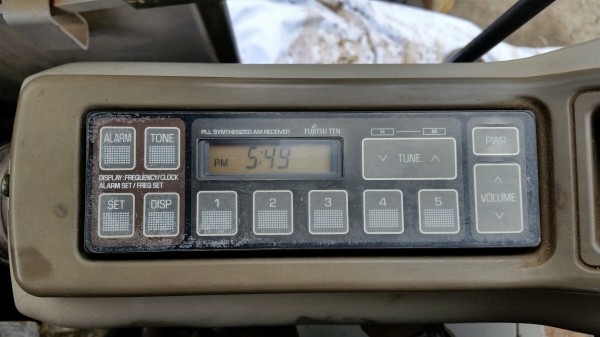 ALARM TONE
PLL SYNTHESIZED AM RECEIVER FUJITSU TEN
PWR
PM 5:49
TUNE
DISPLAY:FREQUENCY/CLOCK
ALARM SET/FREQ SET
SET DISP
1 2 3 4 5
VOLUME